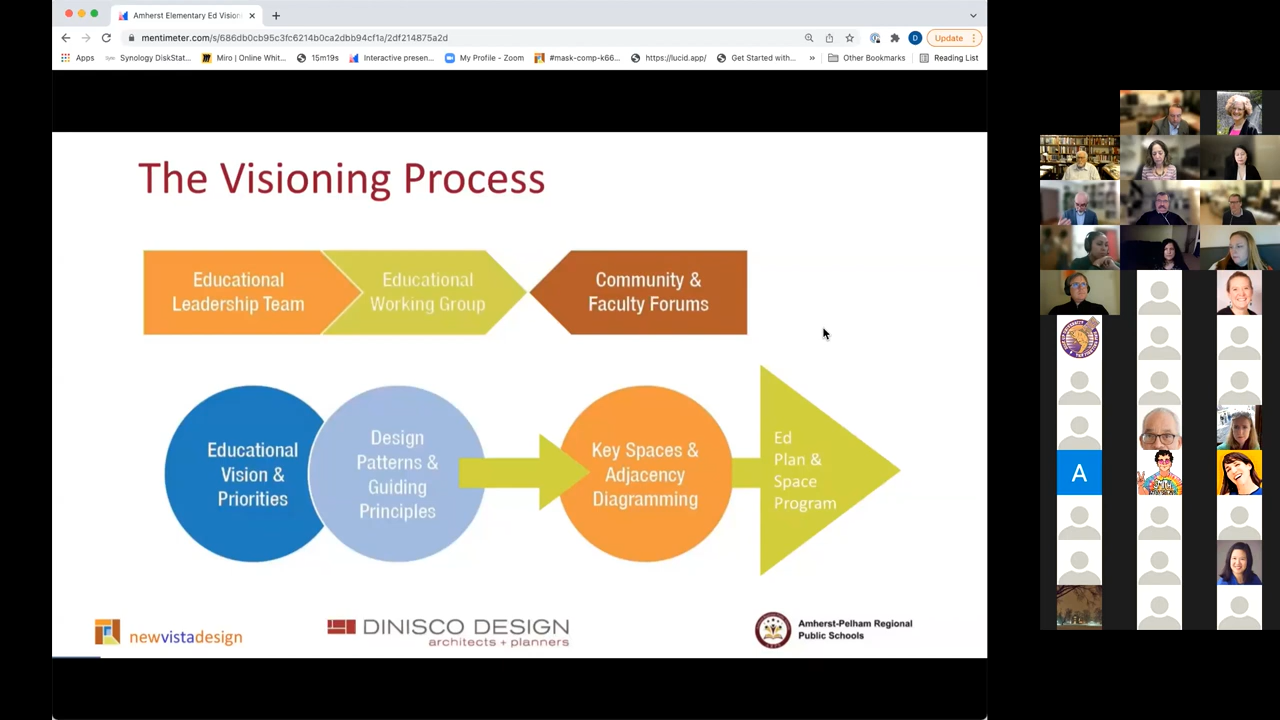 Amherst Elementary Ed Vision
mentimeter.com/s/686db0cb95c3fc6214b0ca2dbb94cf1a/2df214875a2d
Update
Apps
Synology DiskStat...
Miro | Online Whit...
15m19s
Interactive presen...
My Profile - Zoom
#mask-comp-k66...
https://lucid.app/
Get Started with...
»
Other Bookmarks
Reading List
The Visioning Process
Educational
Leadership Team
Educational
Working Group
Community &
Faculty Forums
Educational
Vision &
Priorities
Design
Patterns &
Guiding
Principles
Key Spaces &
Adjacency
Diagramming
Ed
Plan &
Space
Program
newvistadesign
DINISCO DESIGN
architects + planners
Amherst-Pelham Regional
Public Schools
D
A